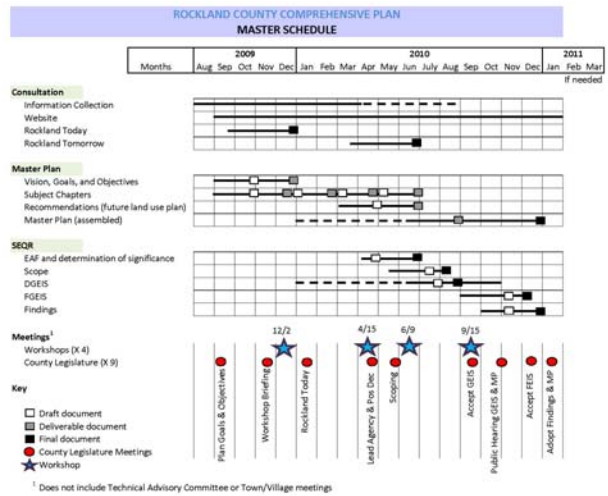 ROCKLAND COUNTY COMPREHENSIVE PLAN
MASTER SCHEDULE
2009 2010 2011
Months Aug Sep Oct Nov Dec Jan Feb Mar Apr May Jun July Aug Sep Oct Nov Dec Jan Feb Mar
If needed
Consultation
Information Collection
Website
Rockland Today
Rockland Tomorrow
Master Plan
Vision, Goals, and Objectives
Subject Chapters
Recommendations (future land use plan)
Master Plan (assembled)
SEQR
EAF and determination of significance
Scope
DGEIS
FGEIS
Findings
12/2 4/15 6/9 9/15
Meetings1
Workshops (X 4)
County Legislature (X 9)
Plan Goals & Objectives
Workshop Briefing
Rockland Today
Lead Agency & Pos Dec
Scoping
Accept GEIS
Public Hearing GEIS & MP
Accept FEIS
Adopt Findings & MP
Key
Draft document
Deliverable document
Final document
County Legislature Meetings
Workshop
1 Does not include Technical Advisory Committee or Town/Village meetings